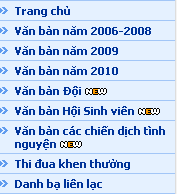 Trang chủ
Văn bản năm 2006-2008
Văn bản năm 2009
Văn bản năm 2010
Văn bản Đội NEW
Văn bản Hội Sinh viên NEW
Văn bản các chiến dịch tình
nguyện NEW
Thi đua khen thưởng
Danh bạ liên lạc